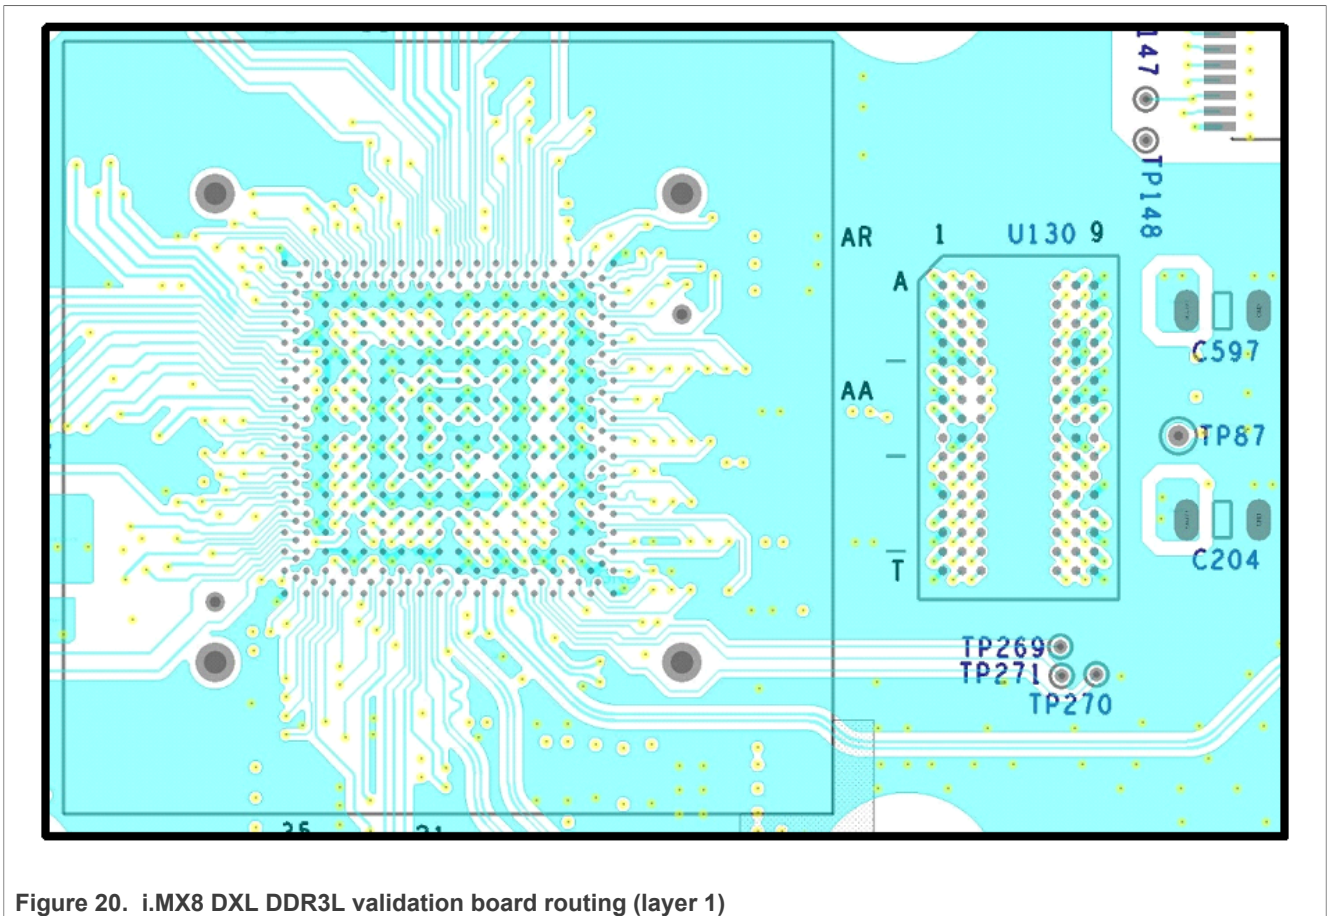 147
TP148
AR 1 U130 9
A
C597
AA
TP87
C204
T
TP269
TP271
TP270
Figure 20. i.MX8 DXL DDR3L validation board routing (layer 1)